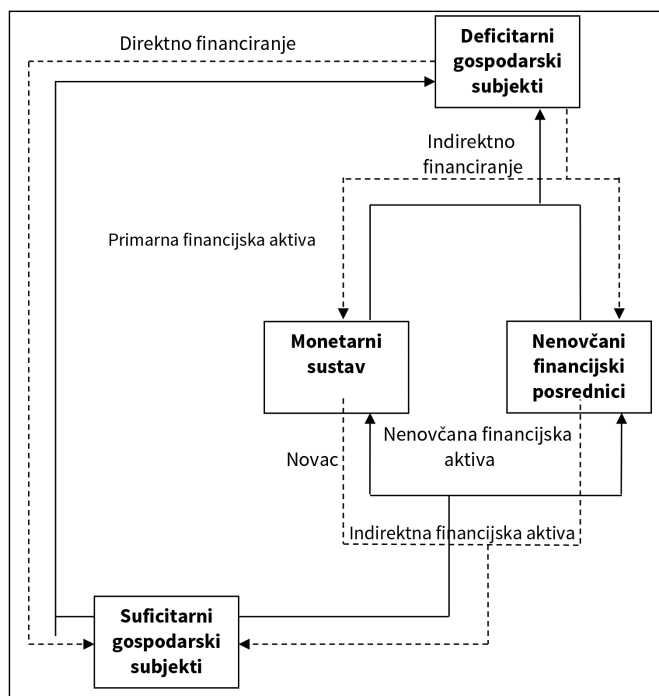 Direktno financiranje
Deficitarni
gospodarski
subjekti
Indirektno
financiranje
Primarna financijska aktiva
Monetarni
sustav
Nenovčani
financijski
posrednici
Nenovčana financijska
aktiva
Novac
Indirektna financijska aktiva
Suficitarni
gospodarski
subjekti